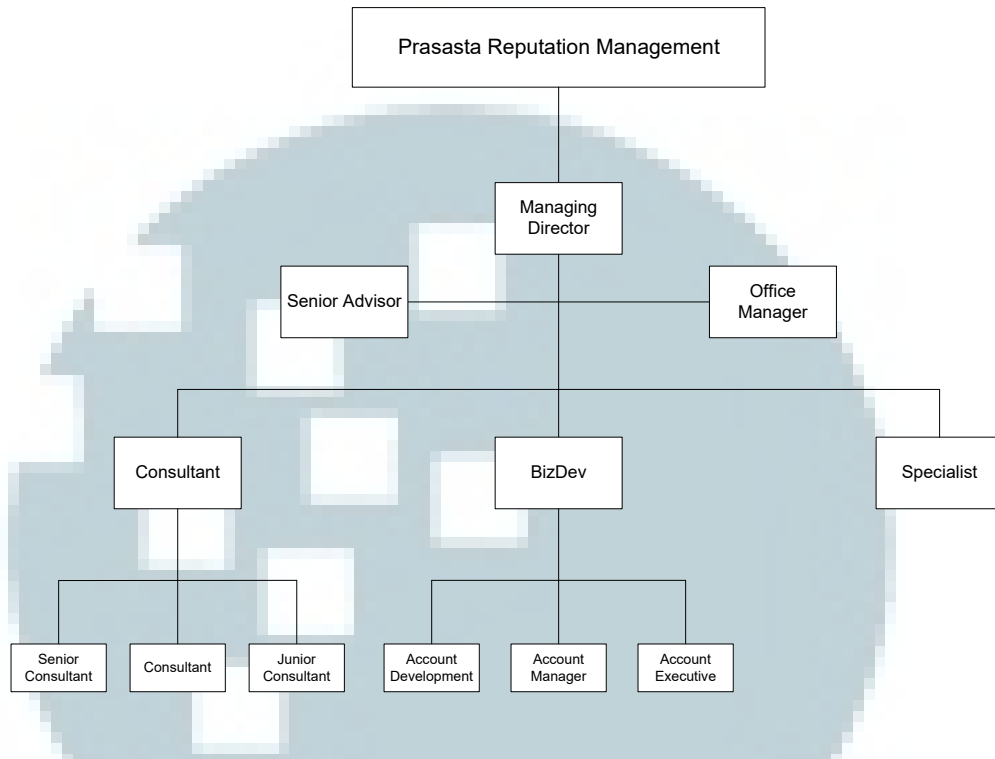 Prasasta Reputation Management
Managing
Director
Senior Advisor
Office
Manager
Consultant
BizDev
Specialist
Senior
Consultant
Consultant
Junior
Consultant
Account
Development
Account
Manager
Account
Executive